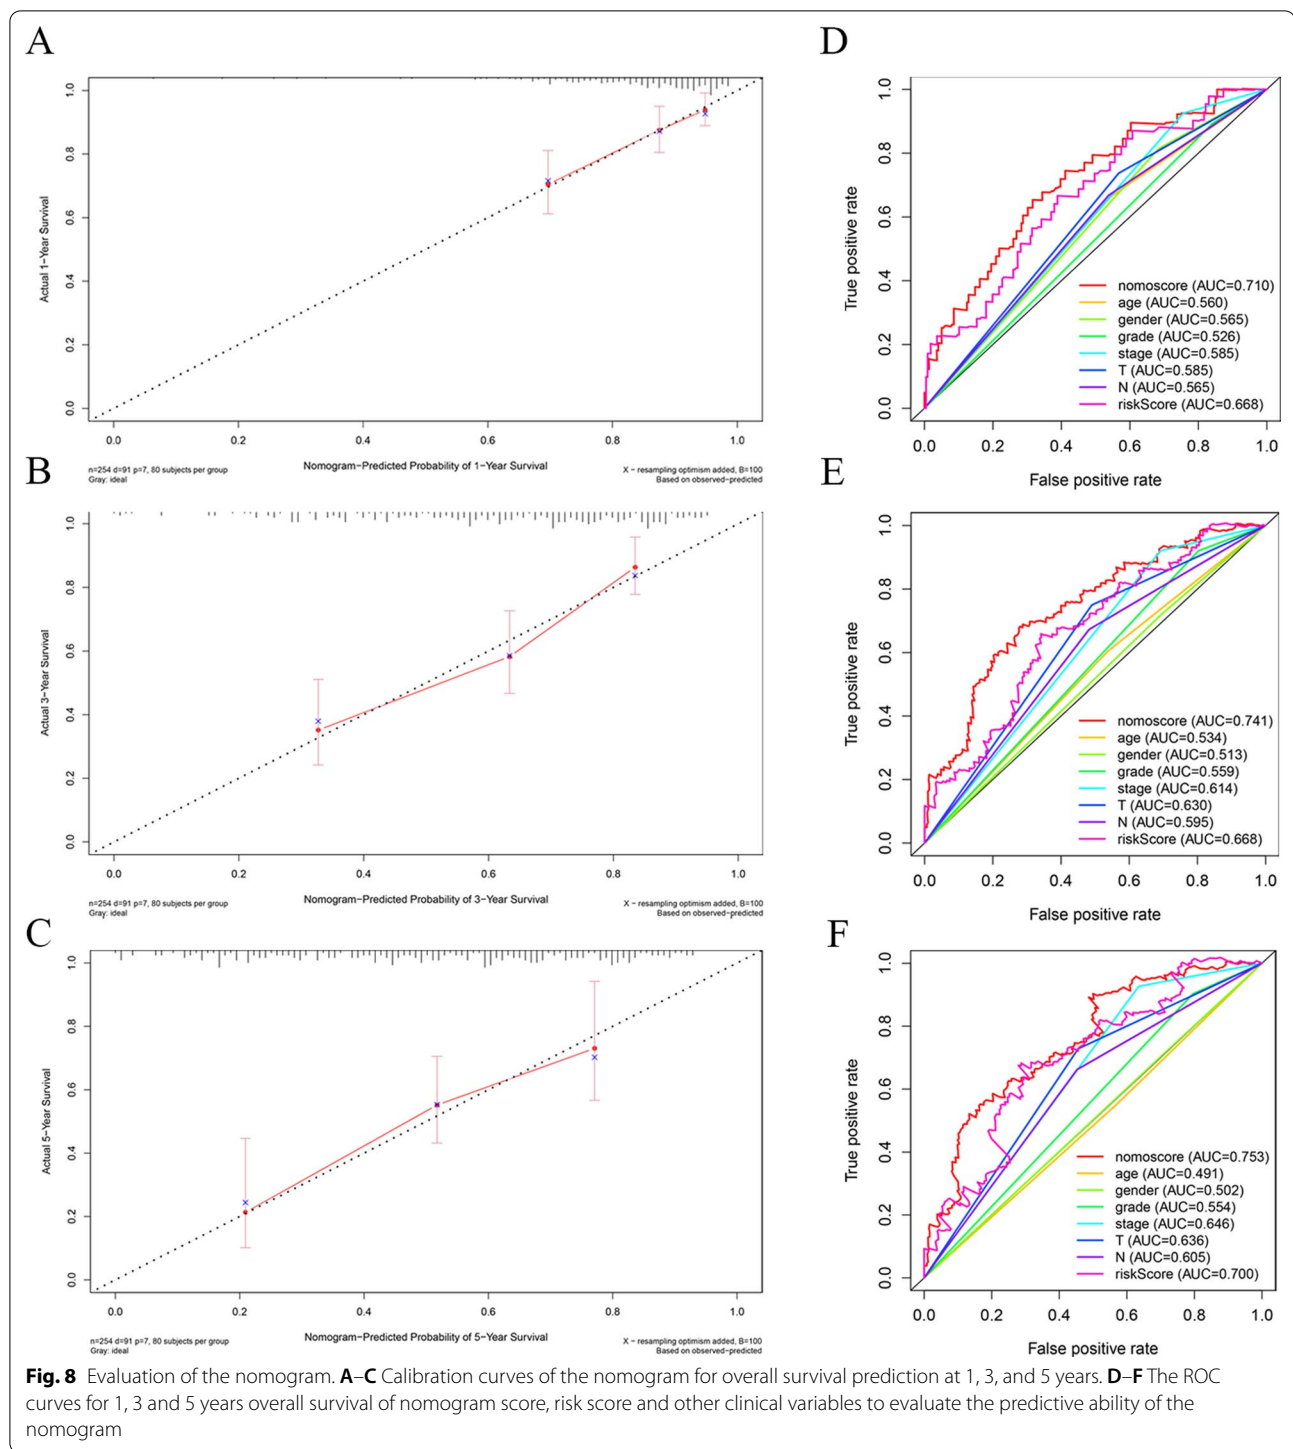 A
1.0
0.8
0.6
0.4
0.2
0.0
Actual 1−Year Survival
0.0 0.2 0.4 0.6 0.8 1.0
n=254 d=91 p=7, 80 subjects per group
Gray: ideal
Nomogram−Predicted Probability of 1−Year Survival
X − resampling optimism added, B=100
Based on observed−predicted
D
1.0
0.8
0.6
0.4
0.2
0.0
True positive rate
nomoscore (AUC=0.710)
age (AUC=0.560)
gender (AUC=0.565)
grade (AUC=0.526)
stage (AUC=0.585)
T (AUC=0.585)
N (AUC=0.565)
riskScore (AUC=0.668)
0.0 0.2 0.4 0.6 0.8 1.0
False positive rate
B
1.0
0.8
0.6
0.4
0.2
0.0
Actual 3−Year Survival
0.0 0.2 0.4 0.6 0.8 1.0
n=254 d=91 p=7, 80 subjects per group
Gray: ideal
Nomogram−Predicted Probability of 3−Year Survival
X − resampling optimism added, B=100
Based on observed−predicted
E
1.0
0.8
0.6
0.4
0.2
0.0
True positive rate
nomoscore (AUC=0.741)
age (AUC=0.534)
gender (AUC=0.513)
grade (AUC=0.559)
stage (AUC=0.614)
T (AUC=0.630)
N (AUC=0.595)
riskScore (AUC=0.668)
0.0 0.2 0.4 0.6 0.8 1.0
False positive rate
C
1.0
0.8
0.6
0.4
0.2
0.0
Actual 5−Year Survival
0.0 0.2 0.4 0.6 0.8 1.0
n=254 d=91 p=7, 80 subjects per group
Gray: ideal
Nomogram−Predicted Probability of 5−Year Survival
X − resampling optimism added, B=100
Based on observed−predicted
F
1.0
0.8
0.6
0.4
0.2
0.0
True positive rate
nomoscore (AUC=0.753)
age (AUC=0.491)
gender (AUC=0.502)
grade (AUC=0.554)
stage (AUC=0.646)
T (AUC=0.636)
N (AUC=0.605)
riskScore (AUC=0.700)
0.0 0.2 0.4 0.6 0.8 1.0
False positive rate
Fig. 8 Evaluation of the nomogram. A–C Calibration curves of the nomogram for overall survival prediction at 1, 3, and 5 years. D–F The ROC
curves for 1, 3 and 5 years overall survival of nomogram score, risk score and other clinical variables to evaluate the predictive ability of the
nomogram